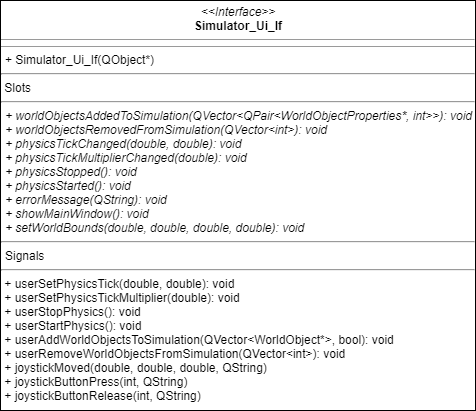 <<Interface>>
Simulator_Ui_If
+ Simulator_Ui_If(QObject*)
Slots
+ worldObjectsAddedToSimulation(QVector<QPair<WorldObjectProperties*, int>>): void
+ worldObjectsRemovedFromSimulation(QVector<int>): void
+ physicsTickChanged(double, double): void
+ physicsTickMultiplierChanged(double): void
+ physicsStopped(): void
+ physicsStarted(): void
+ errorMessage(QString): void
+ showMainWindow(): void
+ setWorldBounds(double, double, double, double): void
Signals
+ userSetPhysicsTick(double, double): void
+ userSetPhysicsTickMultiplier(double): void
+ userStopPhysics(): void
+ userStartPhysics(): void
+ userAddWorldObjectsToSimulation(QVector<WorldObject*>, bool): void
+ userRemoveWorldObjectsFromSimulation(QVector<int>): void
+ joystickMoved(double, double, double, QString)
+ joystickButtonPress(int, QString)
+ joystickButtonRelease(int, QString)